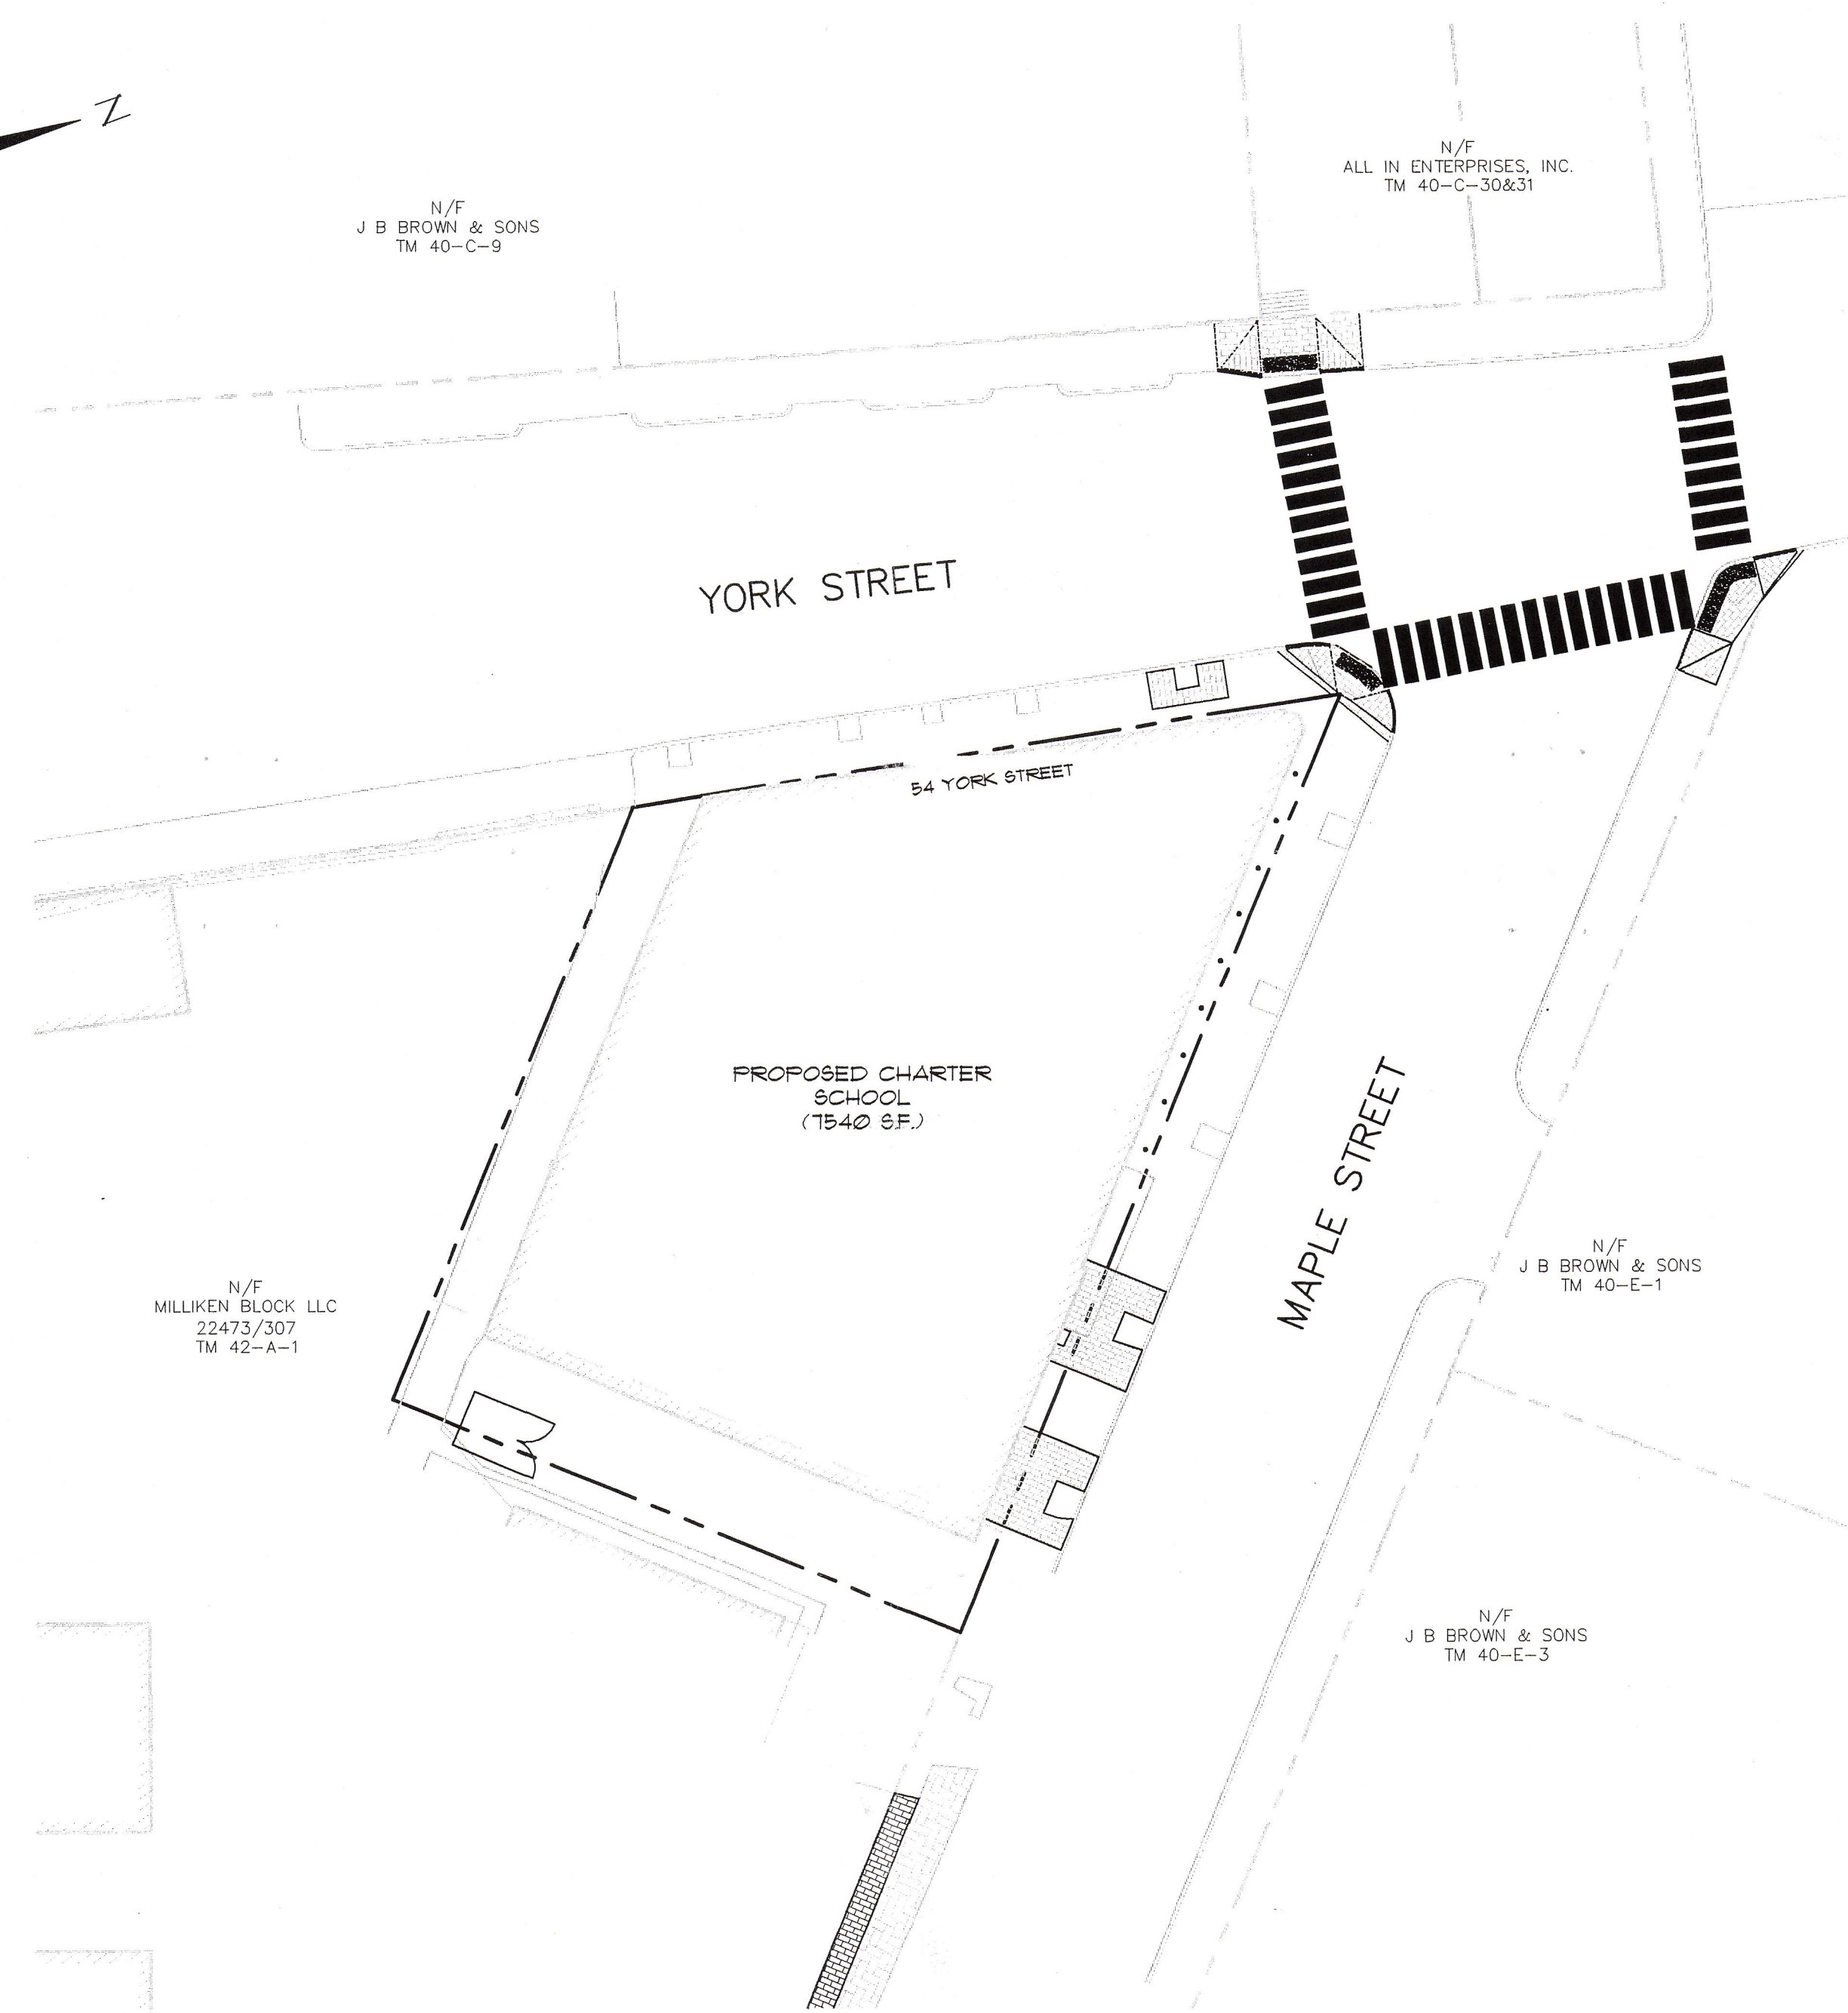 N
N/F
ALL IN ENTERPRISES, INC.
TM 40-C-30&31
N/F
J B BROWN & SONS
TM 40-C-9
YORK STREET
54 YORK STREET
PROPOSED CHARTER
SCHOOL
(7540 S.F.)
MAPLE STREET
N/F
J B BROWN & SONS
TM 40-E-1
N/F
MILLIKEN BLOCK LLC
22473/307
TM 42-A-1
N/F
J B BROWN & SONS
TM 40-E-3